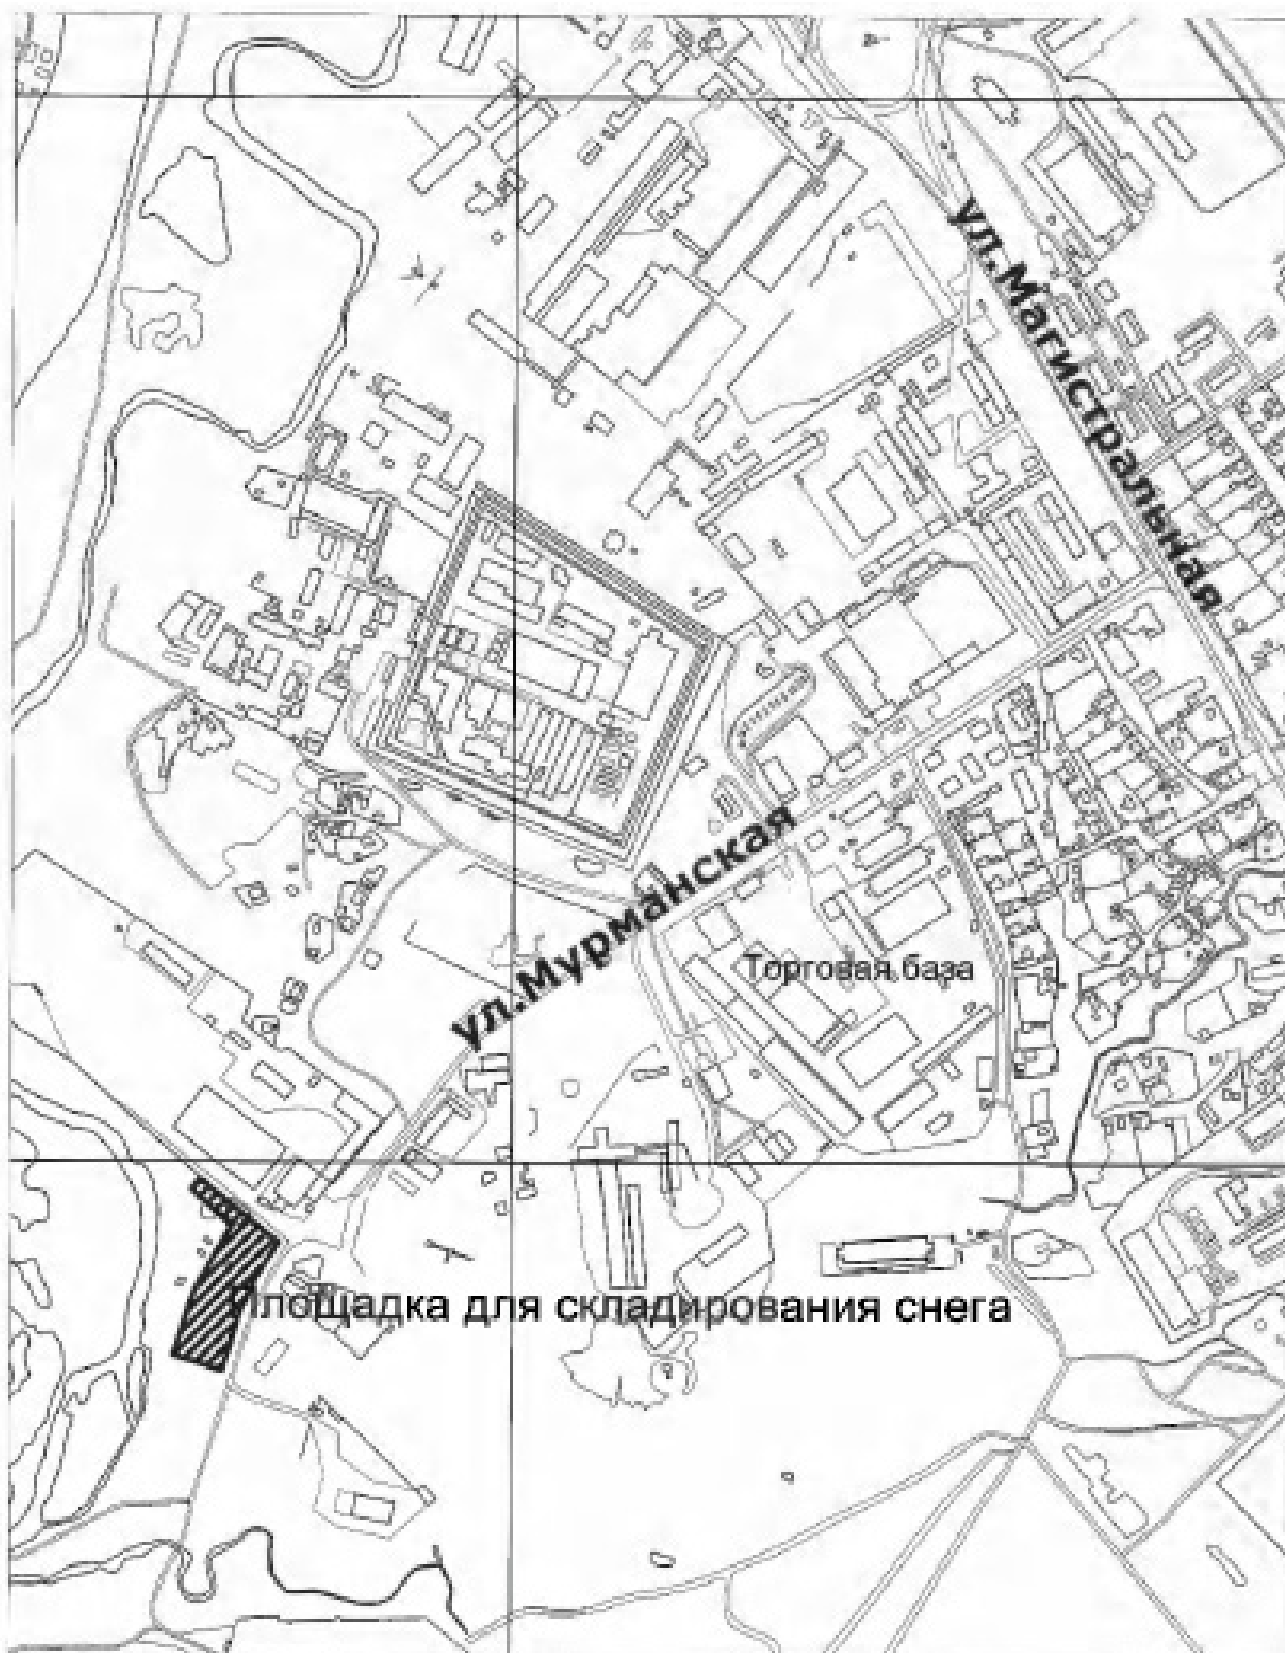 ул.Магистральная
ул.Мурманская
Торговая база
Площадка для складирования снега